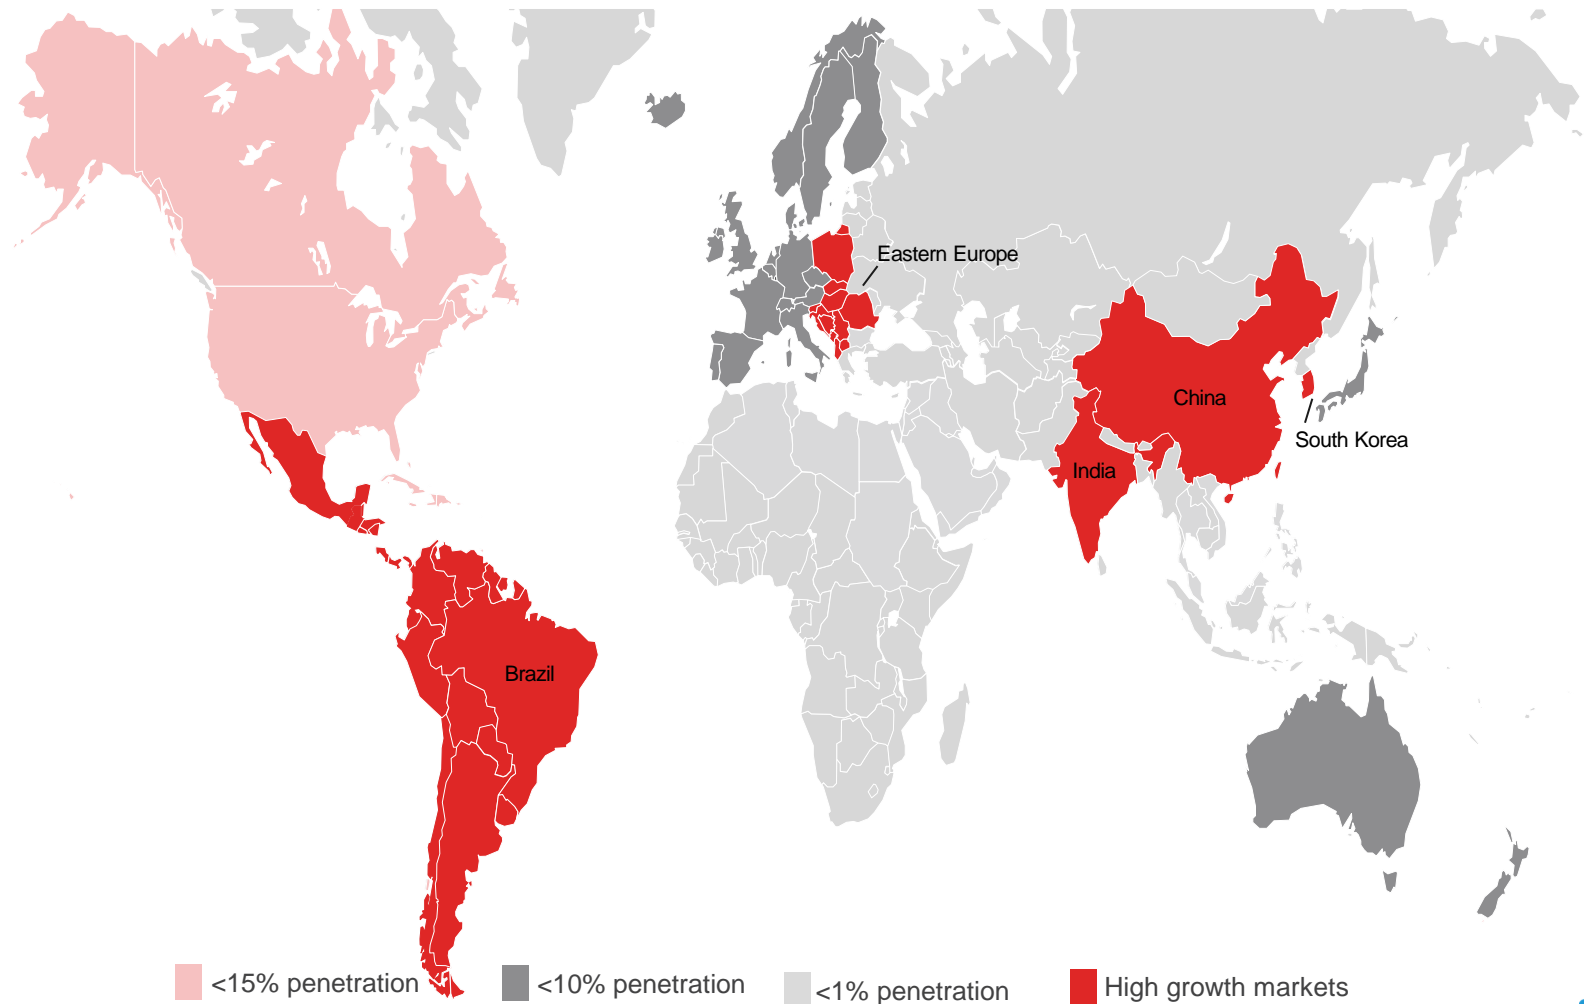 Eastern Europe
China
South Korea
India
Brazil
<15% penetration
<10% penetration
<1% penetration
High growth markets